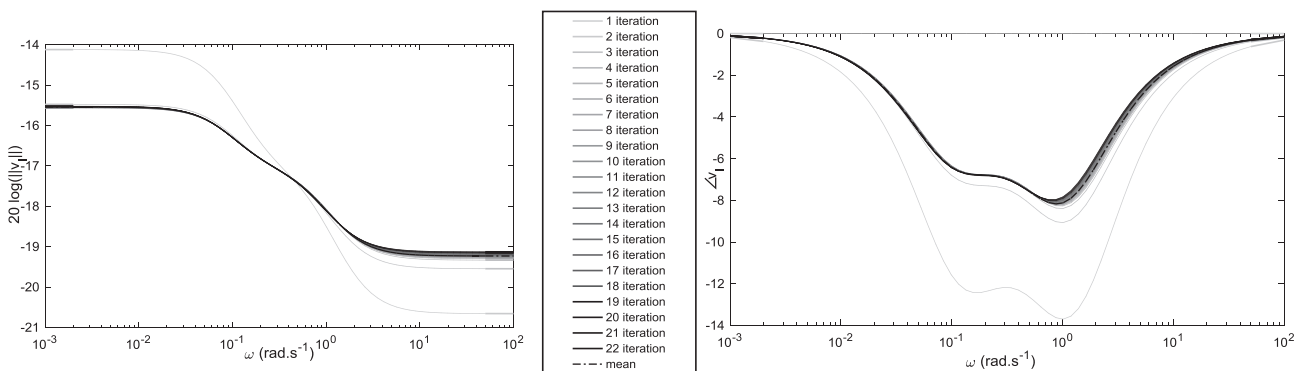 -14
-15
-16
-17
-18
-19
-20
-21
20 log(||v_I||)
10^-3
10^-2
10^-1
10^0
10^1
10^2
ω (rad.s^-1)
1 iteration
2 iteration
3 iteration
4 iteration
5 iteration
6 iteration
7 iteration
8 iteration
9 iteration
10 iteration
11 iteration
12 iteration
13 iteration
14 iteration
15 iteration
16 iteration
17 iteration
18 iteration
19 iteration
20 iteration
21 iteration
22 iteration
mean
0
-2
-4
-6
-8
-10
-12
-14
∠v_I
10^-3
10^-2
10^-1
10^0
10^1
10^2
ω (rad.s^-1)